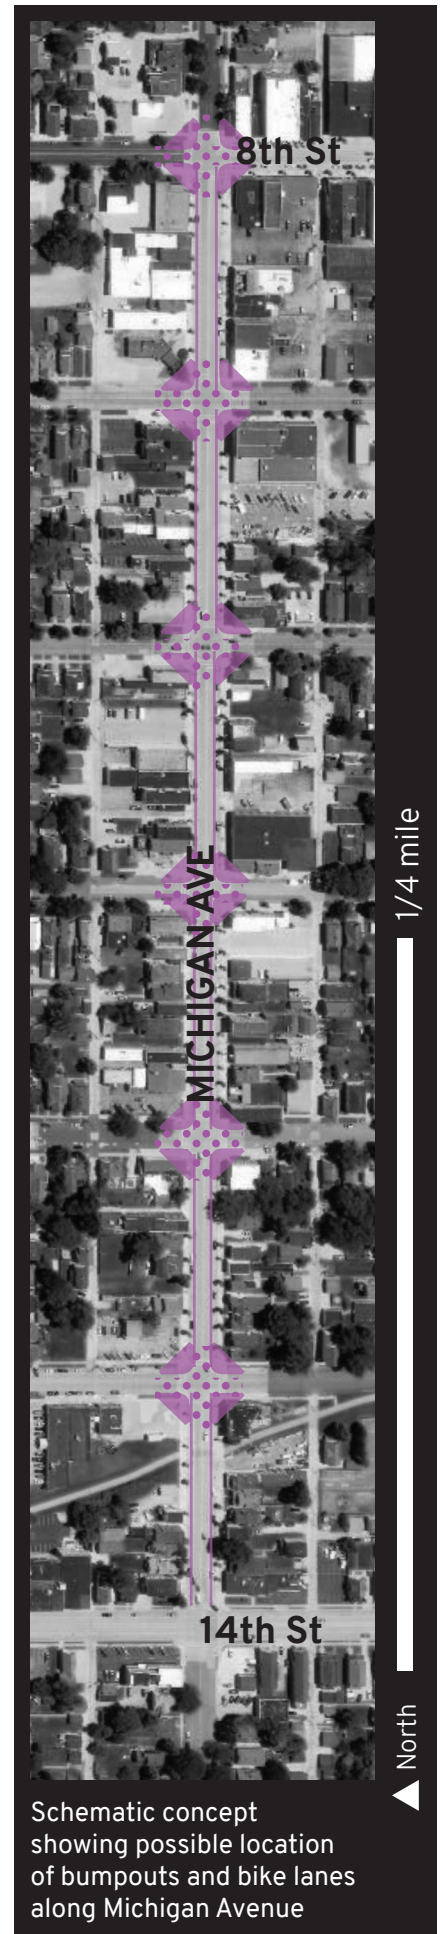 8th St
MICHIGAN AVE
14th St
1/4 mile
North
Schematic concept
showing possible location
of bumpouts and bike lanes
along Michigan Avenue